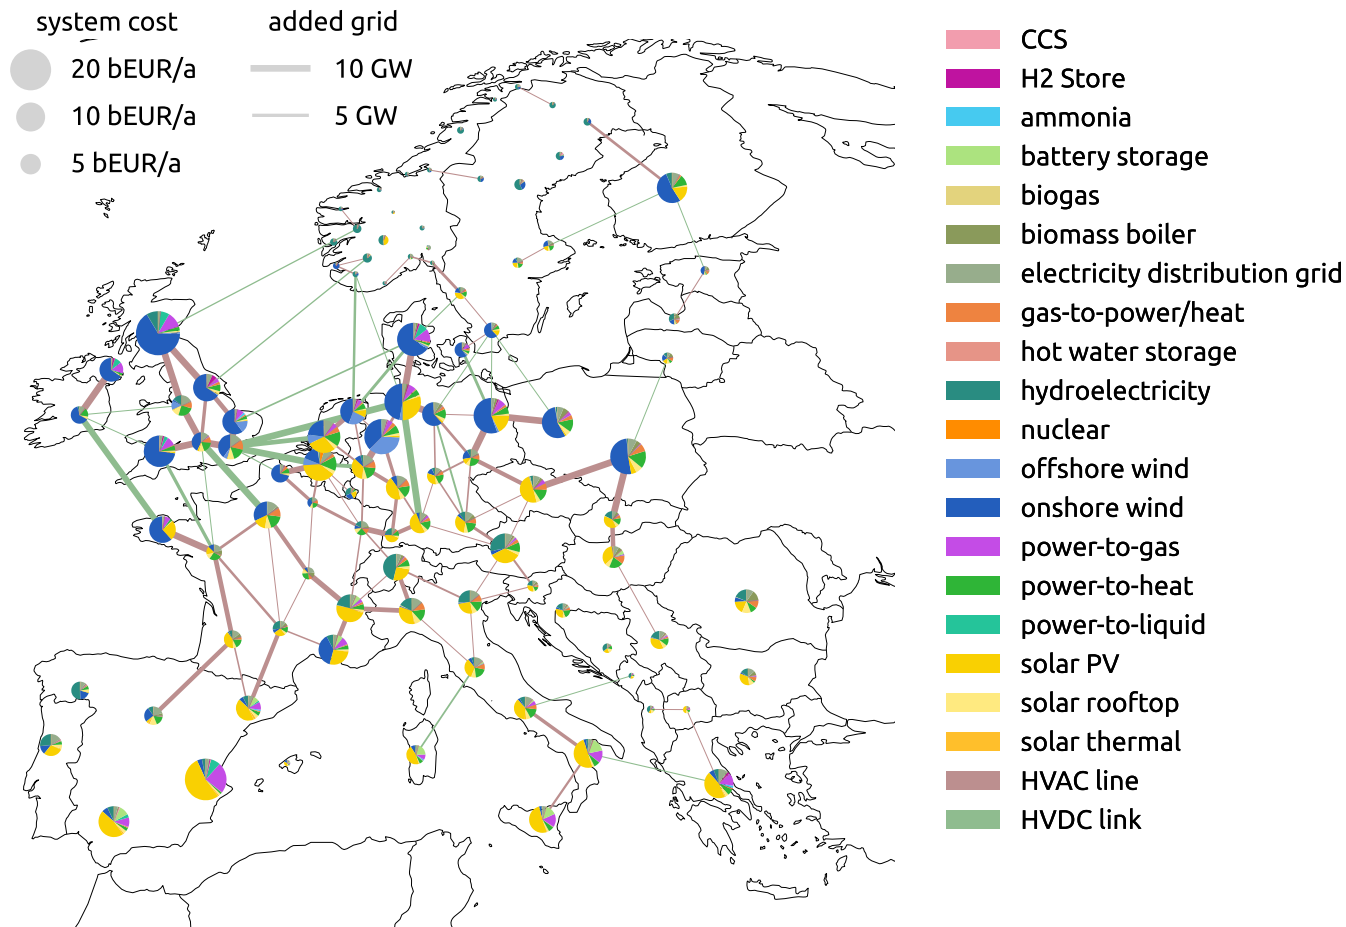 system cost
added grid
20 bEUR/a
10 GW
10 bEUR/a
5 GW
5 bEUR/a
CCS
H2 Store
ammonia
battery storage
biogas
biomass boiler
electricity distribution grid
gas-to-power/heat
hot water storage
hydroelectricity
nuclear
offshore wind
onshore wind
power-to-gas
power-to-heat
power-to-liquid
solar PV
solar rooftop
solar thermal
HVAC line
HVDC link